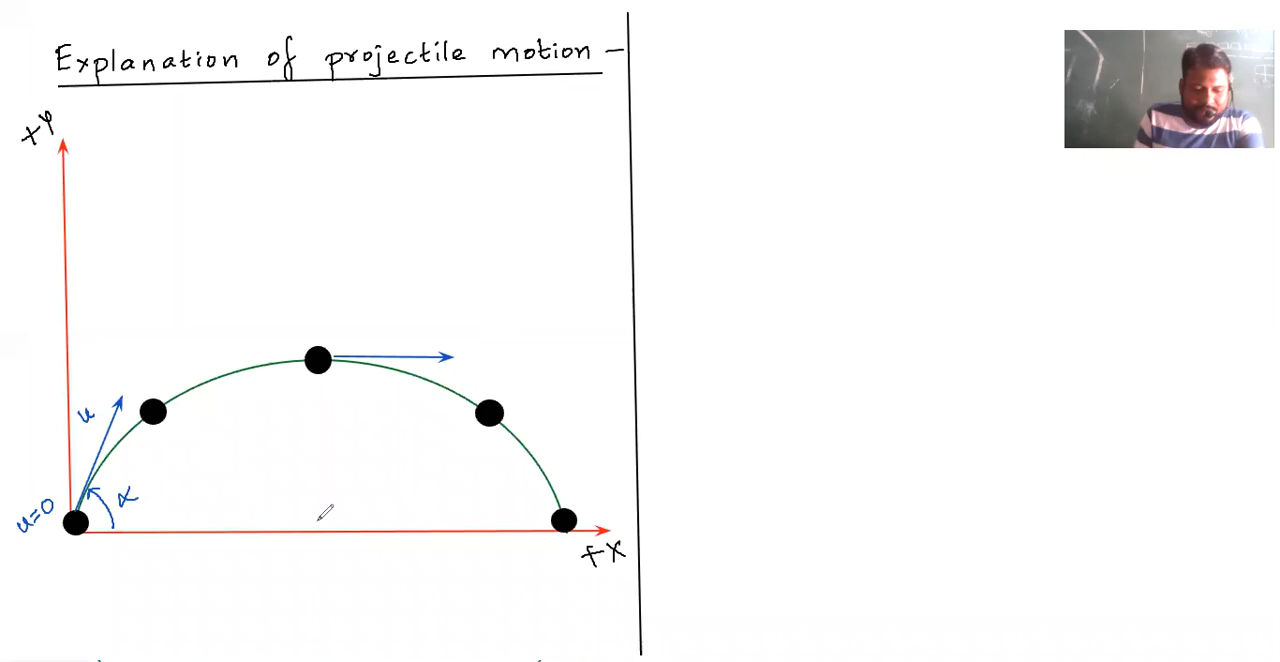 Explanation of projectile motion –
+Y
u
α
u=0
+X